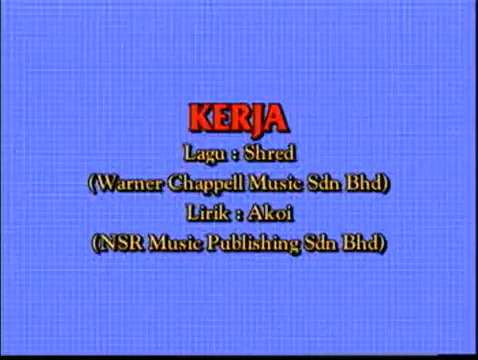 KERJA
Lagu : Shred
(Warner Chappell Music Sdn Bhd)
Lirik : Akoi
(NSR Music Publishing Sdn Bhd)